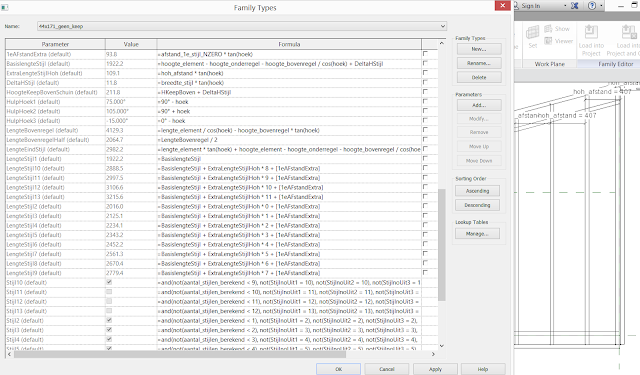 Family Types
Sign In
Name:
44x171_geen_keep
Family Types
New...
Rename...
Delete
Parameters
Add...
Modify...
Remove
Move Up
Move Down
Sorting Order
Ascending
Descending
Lookup Tables
Manage...
Parameter Value Formula
1eAfstandExtra (default) 93.8 =afstand_1e_stijl_NZERO * tan(hoek)
BasislengteStijl (default) 1922.2 =hoogte_element - hoogte_onderregel - hoogte_bovenregel / cos(hoek) + DeltaHStijl
ExtraLengteStijlHoh (default) 109.1 =hoh_afstand * tan(hoek)
DeltaHStijl (default) 11.8 =breedte_stijl * tan(hoek)
HoogteKeepBovenSchuin (default) 211.8 =HKeepBoven + DeltaHStijl
HulpHoek1 (default) 75.000° =90° - hoek
HulpHoek2 (default) 105.000° =90° + hoek
HulpHoek3 (default) -15.000° =0° - hoek
LengteBovenregel (default) 4129.3 =lengte_element / cos(hoek) - hoogte_bovenregel * tan(hoek)
LengteBovenregelHalf (default) 2064.7 =LengteBovenregel / 2
LengteEindStijl (default) 2982.2 =lengte_element * tan(hoek) + hoogte_element - hoogte_onderregel - hoogte_bovenregel / cos(hoek)
LengteStijl1 (default) 1922.2 =BasislengteStijl
LengteStijl10 (default) 2888.5 =BasislengteStijl + ExtraLengteStijlHoh * 8 + [1eAFstandExtra]
LengteStijl11 (default) 2997.5 =BasislengteStijl + ExtraLengteStijlHoh * 9 + [1eAFstandExtra]
LengteStijl12 (default) 3106.6 =BasislengteStijl + ExtraLengteStijlHoh * 10 + [1eAFstandExtra]
LengteStijl13 (default) 3215.6 =BasislengteStijl + ExtraLengteStijlHoh * 11 + [1eAFstandExtra]
LengteStijl2 (default) 2016.0 =BasislengteStijl + ExtraLengteStijlHoh * 0 + [1eAFstandExtra]
LengteStijl3 (default) 2125.1 =BasislengteStijl + ExtraLengteStijlHoh * 1 + [1eAFstandExtra]
LengteStijl4 (default) 2234.1 =BasislengteStijl + ExtraLengteStijlHoh * 2 + [1eAFstandExtra]
LengteStijl5 (default) 2343.2 =BasislengteStijl + ExtraLengteStijlHoh * 3 + [1eAFstandExtra]
LengteStijl6 (default) 2452.2 =BasislengteStijl + ExtraLengteStijlHoh * 4 + [1eAFstandExtra]
LengteStijl7 (default) 2561.3 =BasislengteStijl + ExtraLengteStijlHoh * 5 + [1eAFstandExtra]
LengteStijl8 (default) 2670.4 =BasislengteStijl + ExtraLengteStijlHoh * 6 + [1eAFstandExtra]
LengteStijl9 (default) 2779.4 =BasislengteStijl + ExtraLengteStijlHoh * 7 + [1eAFstandExtra]
Stijl10 (default) =and(not(aantal_stijlen_berekend < 9), not(StijlnoUit1 = 10), not(StijlnoUit2 = 10), not(StijlnoUit3 = 1
Stijl11 (default) =and(not(aantal_stijlen_berekend < 10), not(StijlnoUit1 = 11), not(StijlnoUit2 = 11), not(StijlnoUit3 =
Stijl12 (default) =and(not(aantal_stijlen_berekend < 11), not(StijlnoUit1 = 12), not(StijlnoUit2 = 12), not(StijlnoUit3 =
Stijl13 (default) =and(not(aantal_stijlen_berekend < 12), not(StijlnoUit1 = 13), not(StijlnoUit2 = 13), not(StijlnoUit3 =
Stijl2 (default) =and(not(aantal_stijlen_berekend < 1), not(StijlnoUit1 = 2), not(StijlnoUit2 = 2), not(StijlnoUit3 = 2),
Stijl3 (default) =and(not(aantal_stijlen_berekend < 2), not(StijlnoUit1 = 3), not(StijlnoUit2 = 3), not(StijlnoUit3 = 3),
Stijl4 (default) =and(not(aantal_stijlen_berekend < 3), not(StijlnoUit1 = 4), not(StijlnoUit2 = 4), not(StijlnoUit3 = 4),
Stijl5 (default) =and(not(aantal_stijlen_berekend < 4), not(StijlnoUit1 = 5), not(StijlnoUit2 = 5), not(StijlnoUit3 = 5),
OK
Cancel
Apply
Help
Set
Show
Viewer
Work Plane
Load into
Project
Load into
Project and C
Family Editor
hoh_afstand = 407